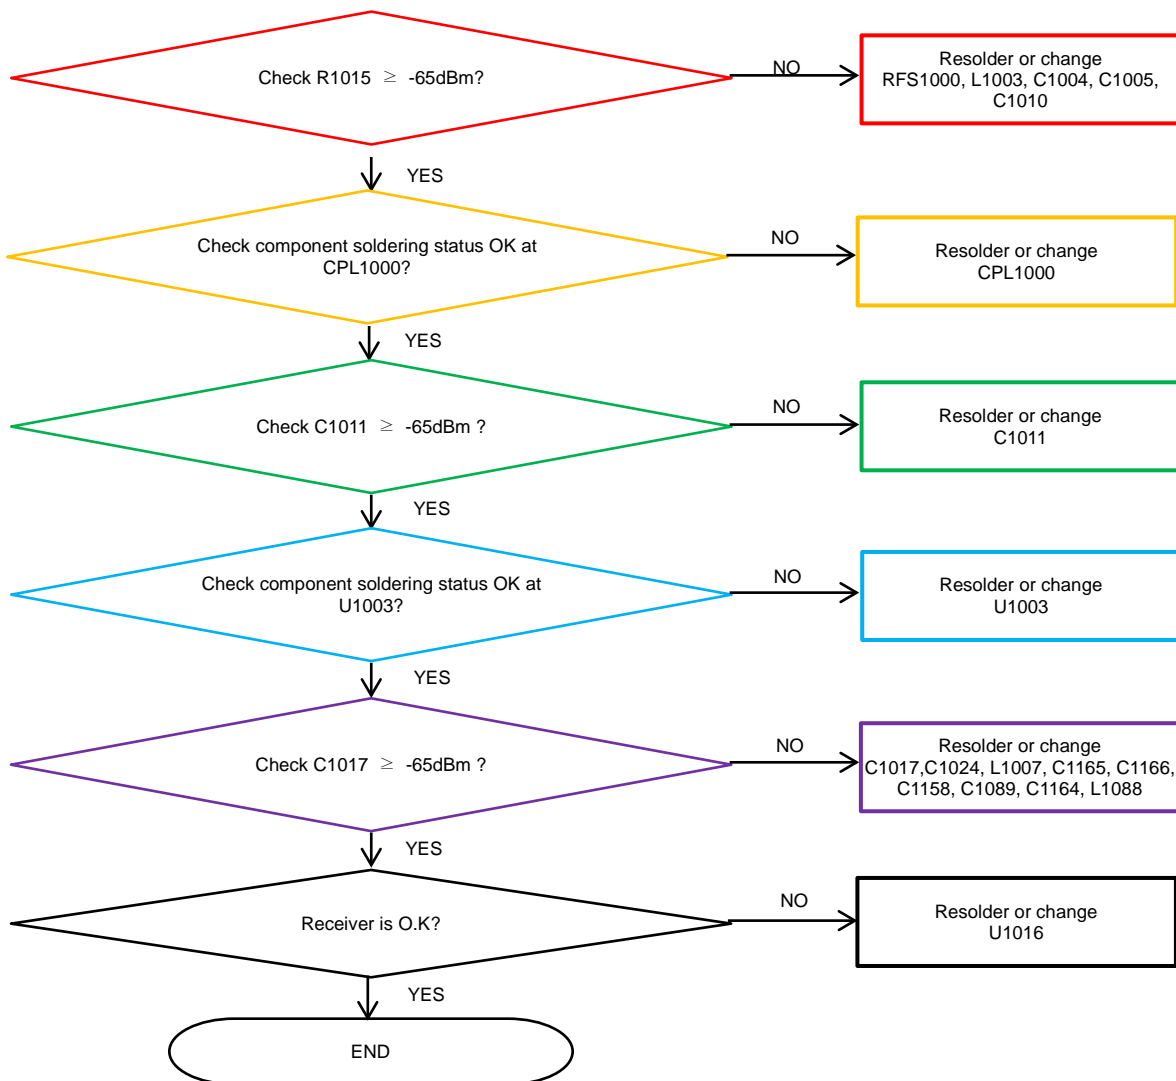 Check R1015 ≥ -65dBm?
NO
Resolder or change
RFS1000, L1003, C1004, C1005,
C1010
YES
Check component soldering status OK at
CPL1000?
NO
Resolder or change
CPL1000
YES
Check C1011 ≥ -65dBm ?
NO
Resolder or change
C1011
YES
Check component soldering status OK at
U1003?
NO
Resolder or change
U1003
YES
Check C1017 ≥ -65dBm ?
NO
Resolder or change
C1017,C1024, L1007, C1165, C1166,
C1158, C1089, C1164, L1088
YES
Receiver is O.K?
NO
Resolder or change
U1016
YES
END